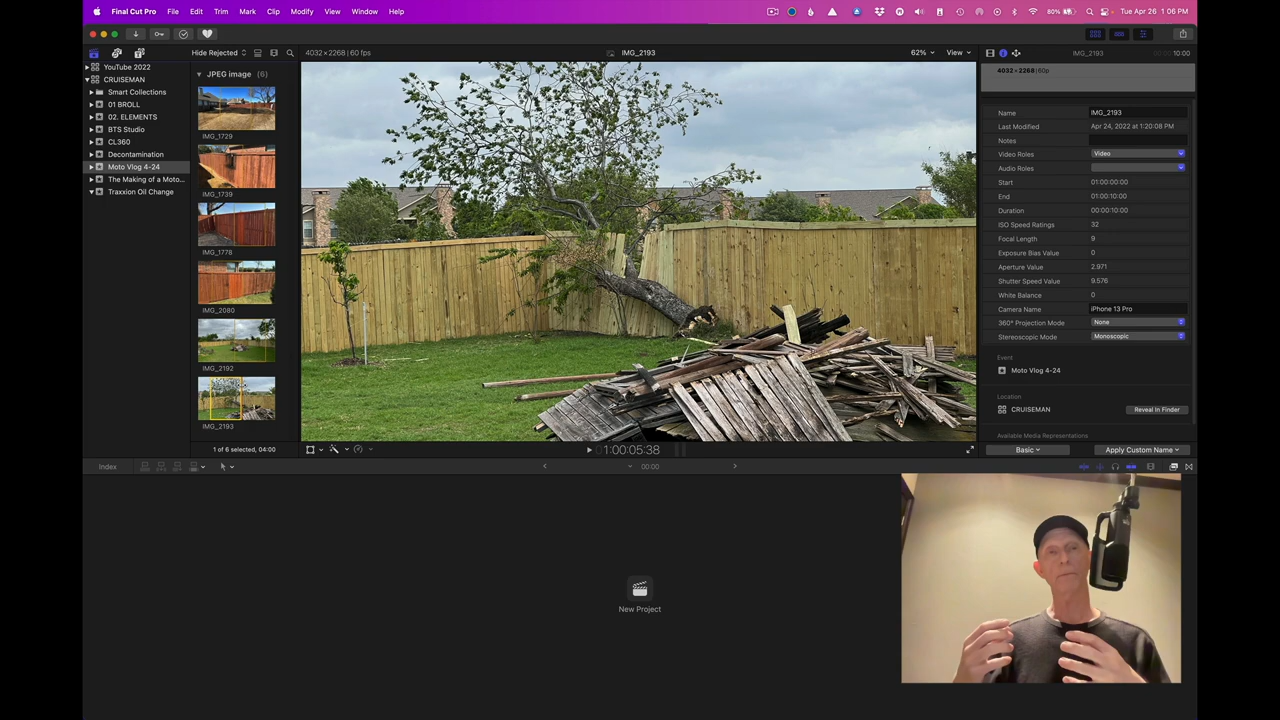 Final Cut Pro File Edit Trim Mark Clip Modify View Window Help 80% Tue Apr 26 1:06 PM
Hide Rejected 4032 × 2268 | 60 fps IMG_2193 62% View IMG_2193 10:00
YouTube 2022
CRUISEMAN
Smart Collections
01 BROLL
02. ELEMENTS
BTS Studio
CL360
Decontamination
Moto Vlog 4-24
The Making of a Moto...
Traxxion Oil Change
JPEG image (6)
IMG_1729
IMG_1739
IMG_1778
IMG_2080
IMG_2192
IMG_2193
1 of 6 selected, 04:00
1:00:05:38
4032 × 2268 | 60p
Name IMG_2193
Last Modified Apr 24, 2022 at 1:20:08 PM
Notes
Video Roles Video
Audio Roles
Start 01:00:00:00
End 01:00:10:00
Duration 00:00:10:00
ISO Speed Ratings 32
Focal Length 9
Exposure Bias Value 0
Aperture Value 2.971
Shutter Speed Value 9.576
White Balance 0
Camera Name iPhone 13 Pro
360° Projection Mode None
Stereoscopic Mode Monoscopic
Event
Moto Vlog 4-24
Location
CRUISEMAN Reveal in Finder
Available Media Representations
Basic Apply Custom Name
Index 00:00
New Project